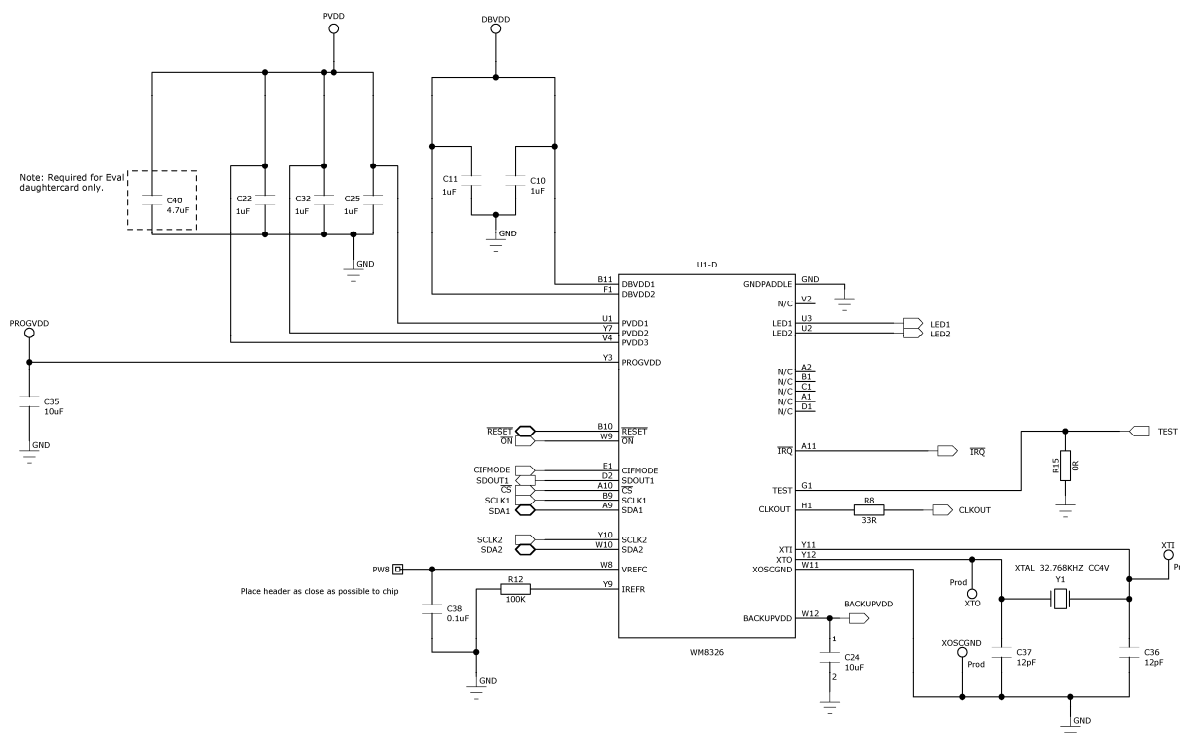 PVDD
DBVDD
Note: Required for Eval
daughtercard only.
C40
4.7uF
C22
1uF
C32
1uF
C25
1uF
C11
1uF
C10
1uF
GND
GND
U1-D
B11 DBVDD1
F1 DBVDD2
U1 PVDD1
Y7 PVDD2
V4 PVDD3
PROGVDD
Y3 PROGVDD
C35
10uF
GND
RESET B10 RESET
ON W9 ON
CIFMODE E1 CIFMODE
SDOUT1 D2 SDOUT1
CS A10 CS
SCLK1 B9 SCLK1
SDA1 A9 SDA1
SCLK2 Y10 SCLK2
SDA2 W10 SDA2
PW8 W8 VREFC
Place header as close as possible to chip
R12
100K
Y9 IREFR
C38
0.1uF
GND
WM8326
GNDPADDLE GND
N/C V2
LED1 U3 LED1
LED2 U2 LED2
N/C A2
N/C B1
N/C C1
N/C A1
N/C D1
IRQ A11 IRQ
TEST G1
TEST
R15
0R
CLKOUT H1
R8
33R
CLKOUT
XTI Y11
XTO Y12
XOSCGND W11
XTI
XTAL 32.768KHZ CC4V
Y1
Prod
XTO
BACKUPVDD W12
BACKUPVDD
1
C24
10uF
2
XOSCGND
Prod
C37
12pF
C36
12pF
GND